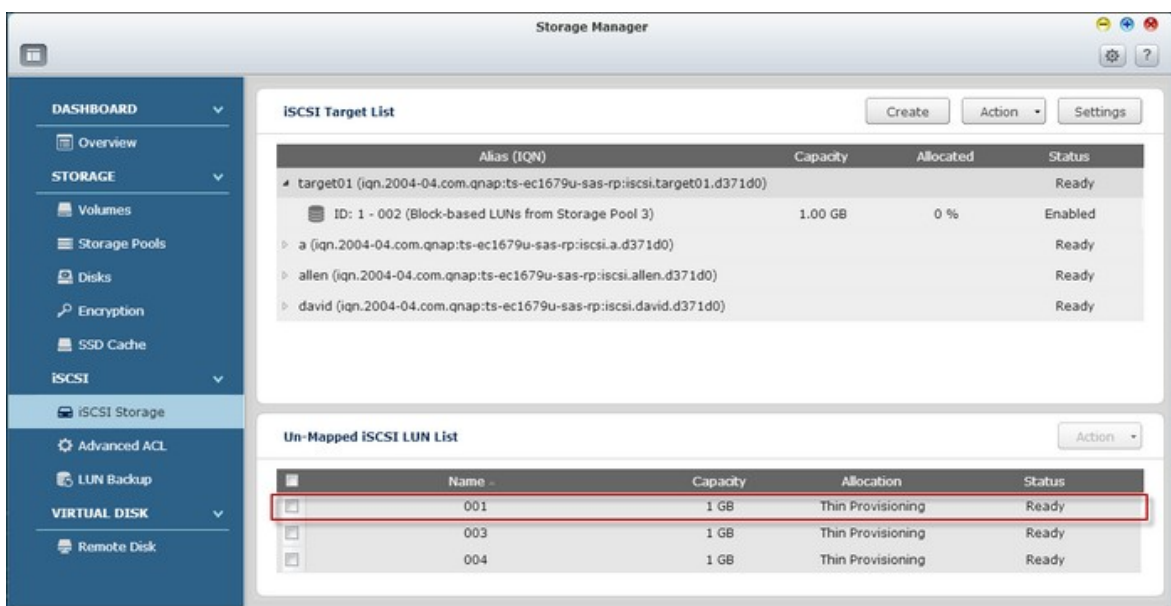 Storage Manager
?
DASHBOARD
Overview
STORAGE
Volumes
Storage Pools
Disks
Encryption
SSD Cache
iSCSI
iSCSI Storage
Advanced ACL
LUN Backup
VIRTUAL DISK
Remote Disk
iSCSI Target List Create Action Settings
Alias (IQN) Capacity Allocated Status
target01 (iqn.2004-04.com.qnap:ts-ec1679u-sas-rp:iscsi.target01.d371d0) Ready
ID: 1 - 002 (Block-based LUNs from Storage Pool 3) 1.00 GB 0 % Enabled
a (iqn.2004-04.com.qnap:ts-ec1679u-sas-rp:iscsi.a.d371d0) Ready
allen (iqn.2004-04.com.qnap:ts-ec1679u-sas-rp:iscsi.allen.d371d0) Ready
david (iqn.2004-04.com.qnap:ts-ec1679u-sas-rp:iscsi.david.d371d0) Ready
Un-Mapped iSCSI LUN List Action
Name Capacity Allocation Status
001 1 GB Thin Provisioning Ready
003 1 GB Thin Provisioning Ready
004 1 GB Thin Provisioning Ready